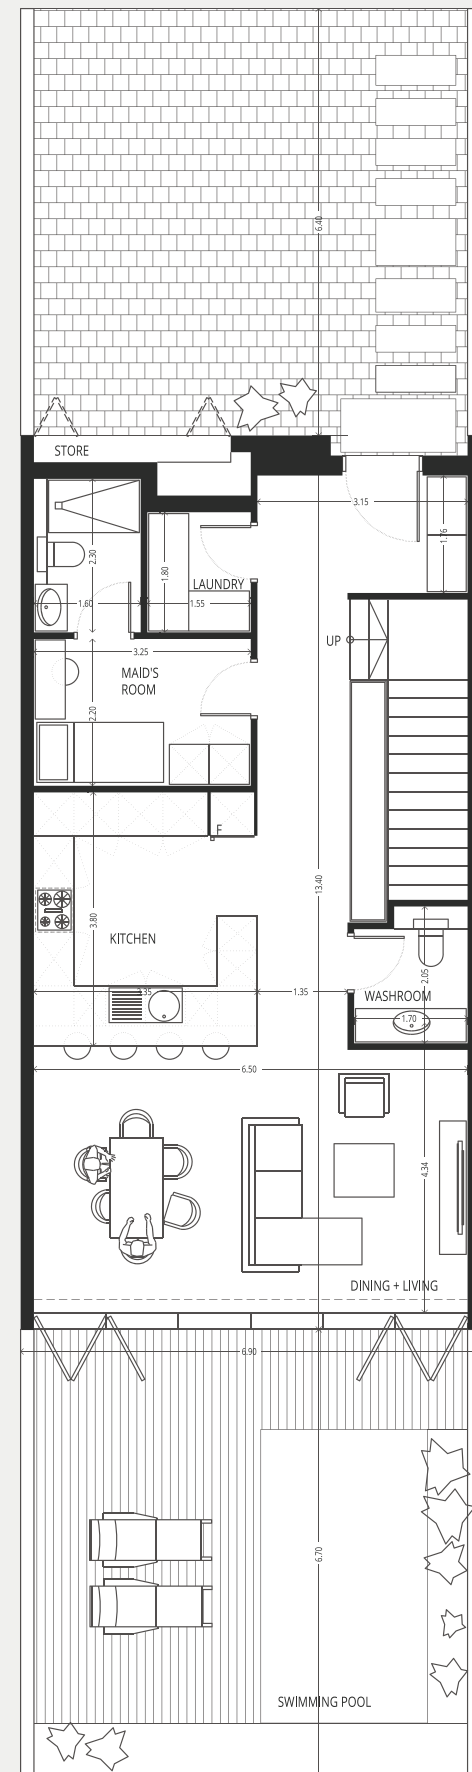 6.40
STORE
3.15
1.76
2.30
1.80
LAUNDRY
1.60
1.55
UP
3.25
MAID'S
ROOM
2.20
F
13.40
3.80
KITCHEN
2.05
3.35
1.35
WASHROOM
1.70
6.50
4.34
DINING + LIVING
6.90
6.70
SWIMMING POOL